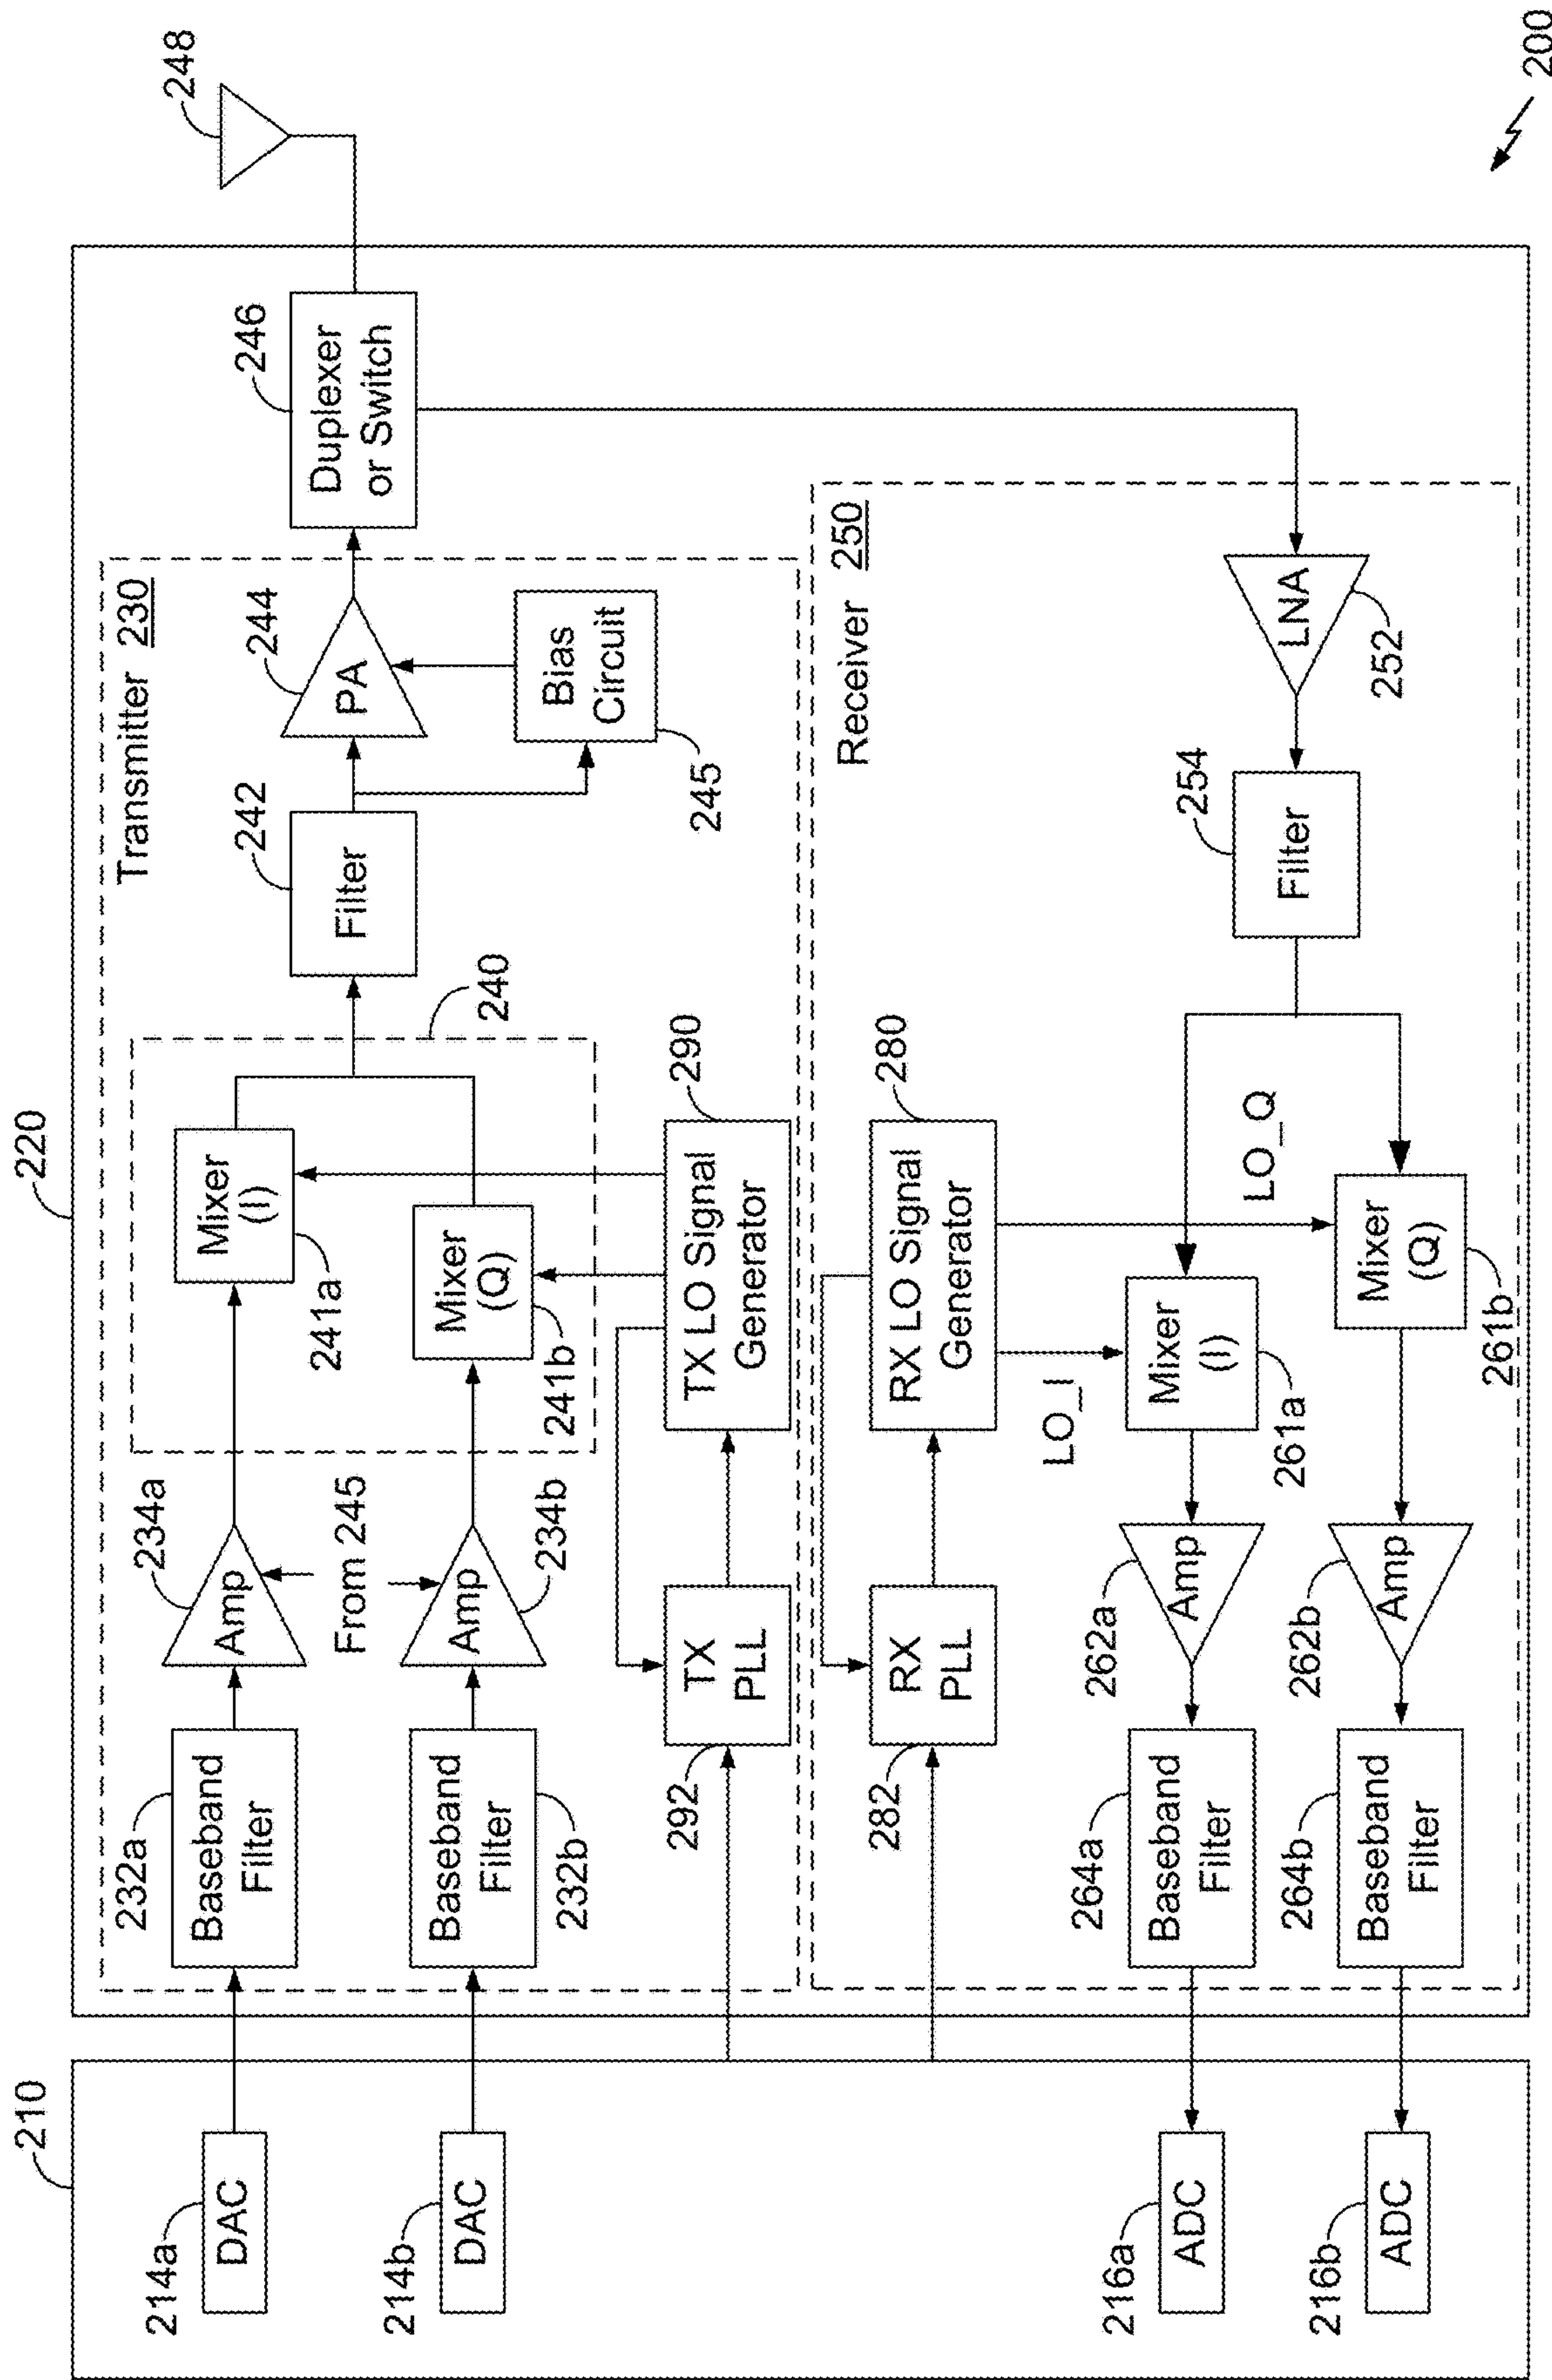 220
210
248
Transmitter 230
246
Duplexer
or Switch
244
PA
242
Filter
Bias
Circuit
245
240
Mixer
(I)
241a
Mixer
(Q)
241b
234a
Amp
From 245
Amp
234b
232a
Baseband
Filter
Baseband
Filter
232b
214a
DAC
214b
DAC
290
TX LO Signal
Generator
TX
PLL
292
Receiver 250
280
RX LO Signal
Generator
RX
PLL
282
LNA
252
254
Filter
LO_Q
LO_I
Mixer
(I)
261a
Mixer
(Q)
261b
262a
Amp
262b
Amp
264a
Baseband
Filter
264b
Baseband
Filter
216a
ADC
216b
ADC
200